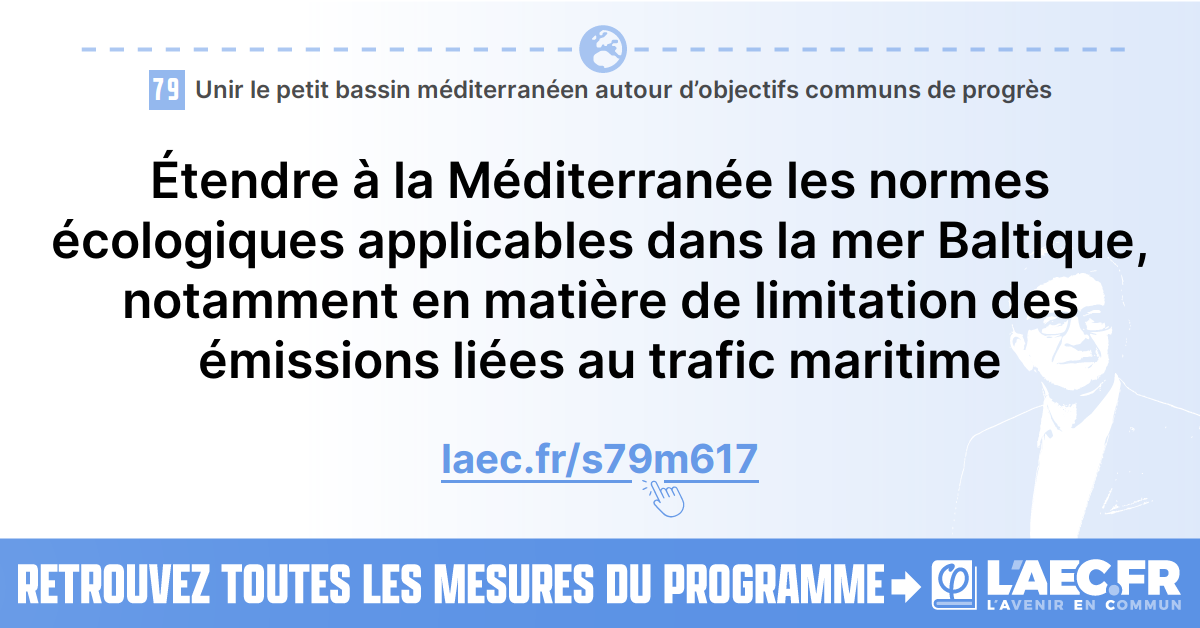 79 Unir le petit bassin méditerranéen autour d’objectifs communs de progrès
Étendre à la Méditerranée les normes
écologiques applicables dans la mer Baltique,
notamment en matière de limitation des
émissions liées au trafic maritime
laec.fr/s79m617
RETROUVEZ TOUTES LES MESURES DU PROGRAMME
L'AEC.FR
L'AVENIR EN COMMUN